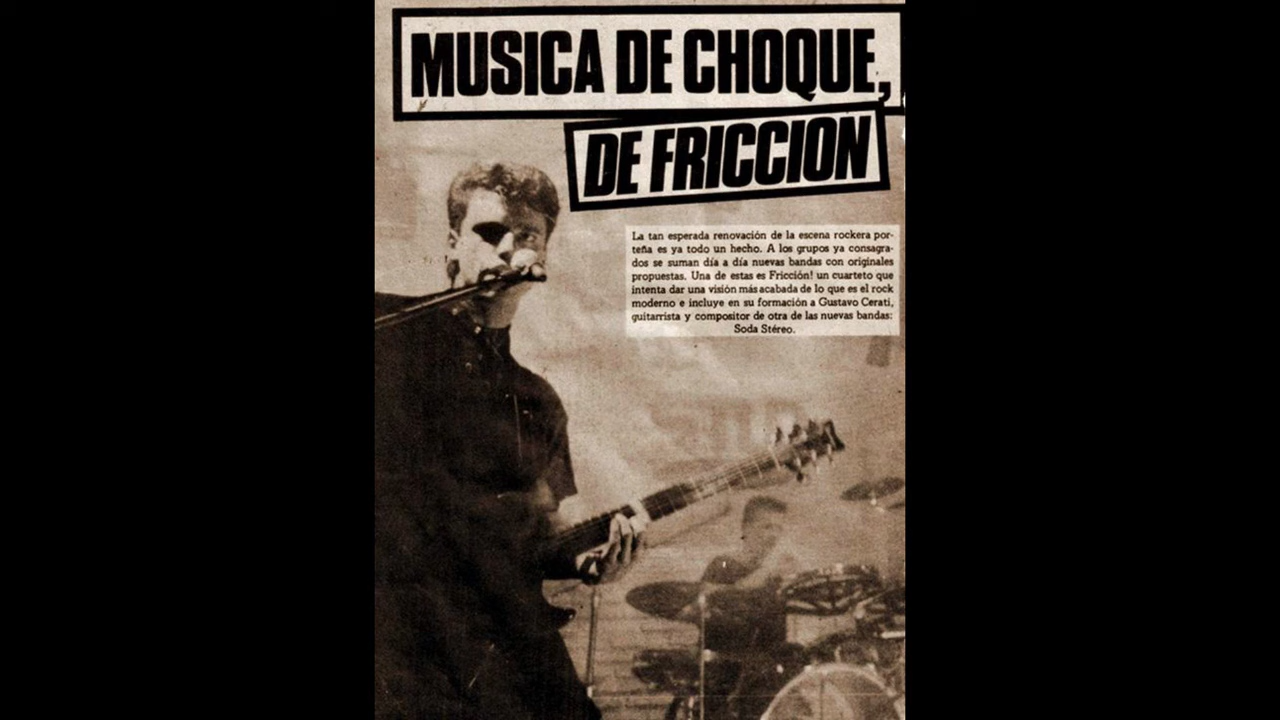 MUSICA DE CHOQUE,
DE FRICCION
La tan esperada renovación de la escena rockera por-
teña es ya todo un hecho. A los grupos ya consagra-
dos se suman día a día nuevas bandas con originales
propuestas. Una de estas es Fricción! un cuarteto que
intenta dar una visión más acabada de lo que es el rock
moderno e incluye en su formación a Gustavo Cerati,
guitarrista y compositor de otra de las nuevas bandas:
Soda Stéreo.